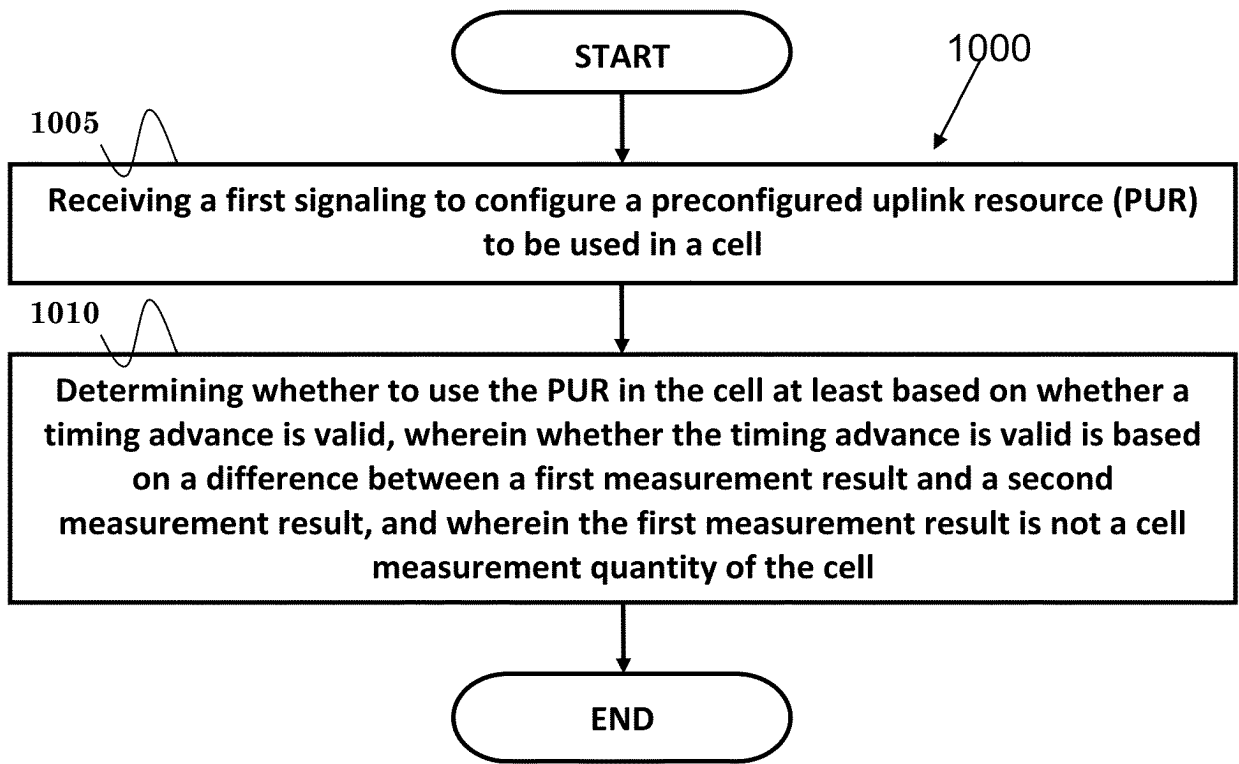 START
1000
1005
Receiving a first signaling to configure a preconfigured uplink resource (PUR)
to be used in a cell
1010
Determining whether to use the PUR in the cell at least based on whether a
timing advance is valid, wherein whether the timing advance is valid is based
on a difference between a first measurement result and a second
measurement result, and wherein the first measurement result is not a cell
measurement quantity of the cell
END